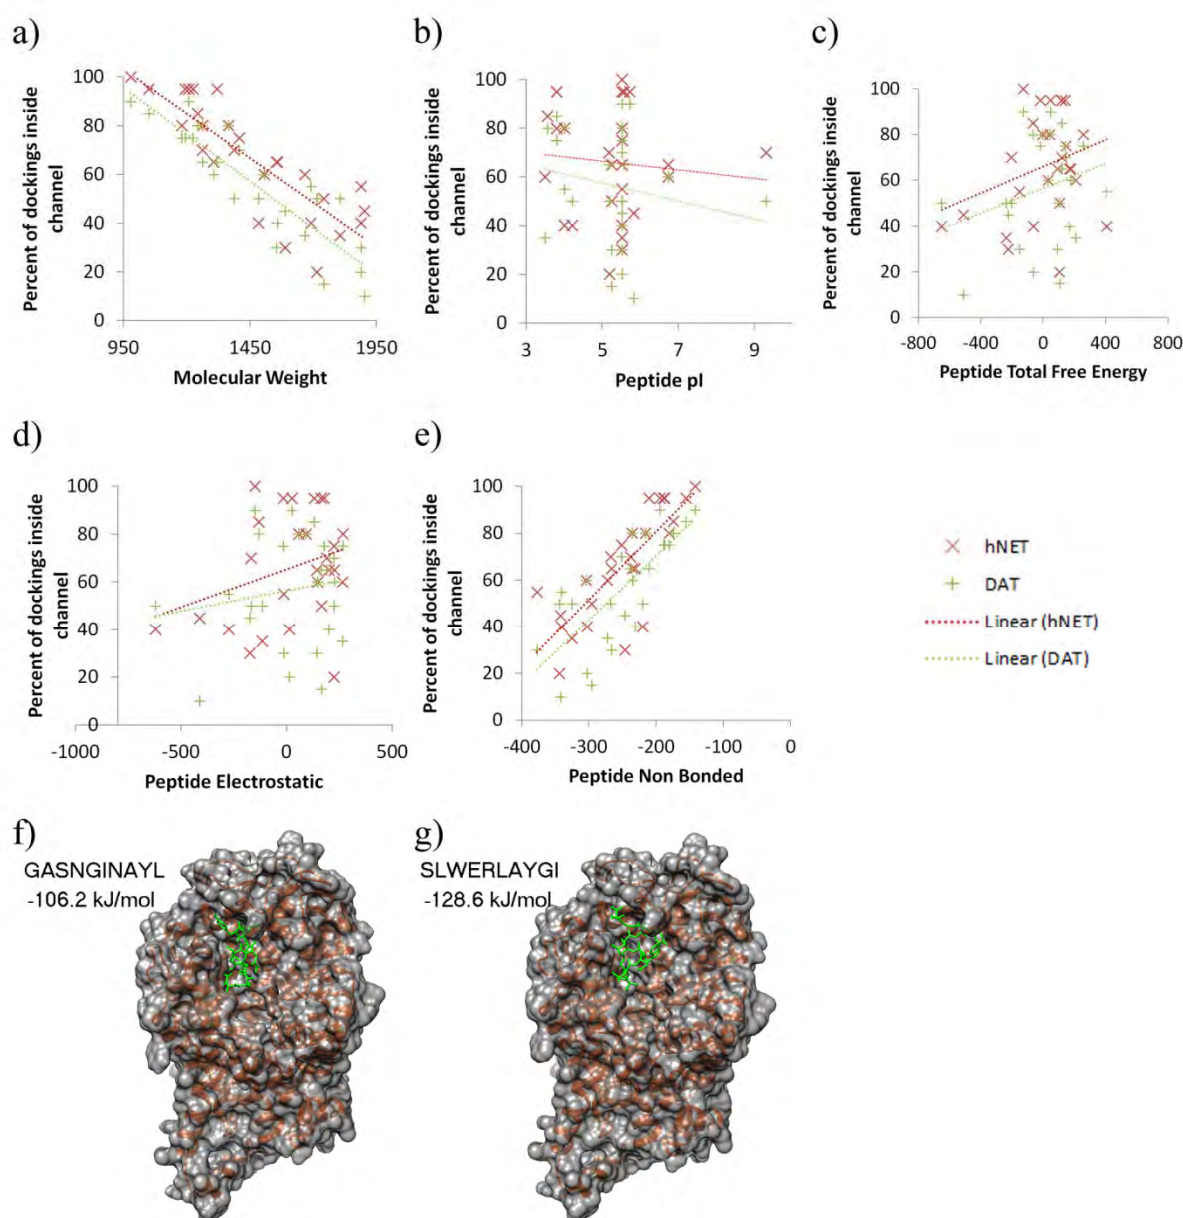 a)
Percent of dockings inside
channel
100
80
60
40
20
0
950
1450
1950
Molecular Weight
b)
Percent of dockings inside
channel
100
80
60
40
20
0
3
5
7
9
Peptide pI
c)
Percent of dockings inside
channel
100
80
60
40
20
0
-800
-400
0
400
800
Peptide Total Free Energy
d)
Percent of dockings inside
channel
100
80
60
40
20
0
-1000
-500
0
500
Peptide Electrostatic
e)
Percent of dockings inside
channel
100
80
60
40
20
0
-400
-300
-200
-100
0
Peptide Non Bonded
hNET
DAT
Linear (hNET)
Linear (DAT)
f)
GASNGINAYL
-106.2 kJ/mol
g)
SLWERLAYGI
-128.6 kJ/mol